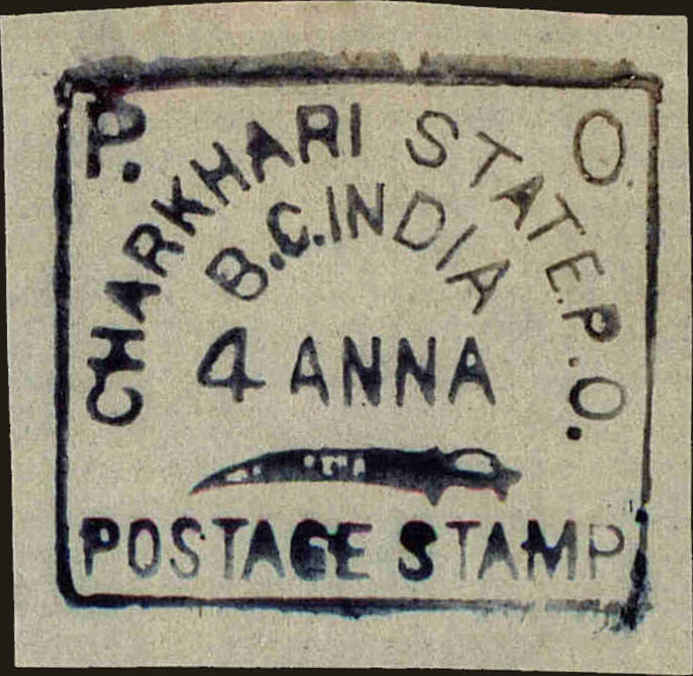 P. O.
CHARKHARI STATE.P.O.
B.C.INDIA
4 ANNA
POSTAGE STAMP